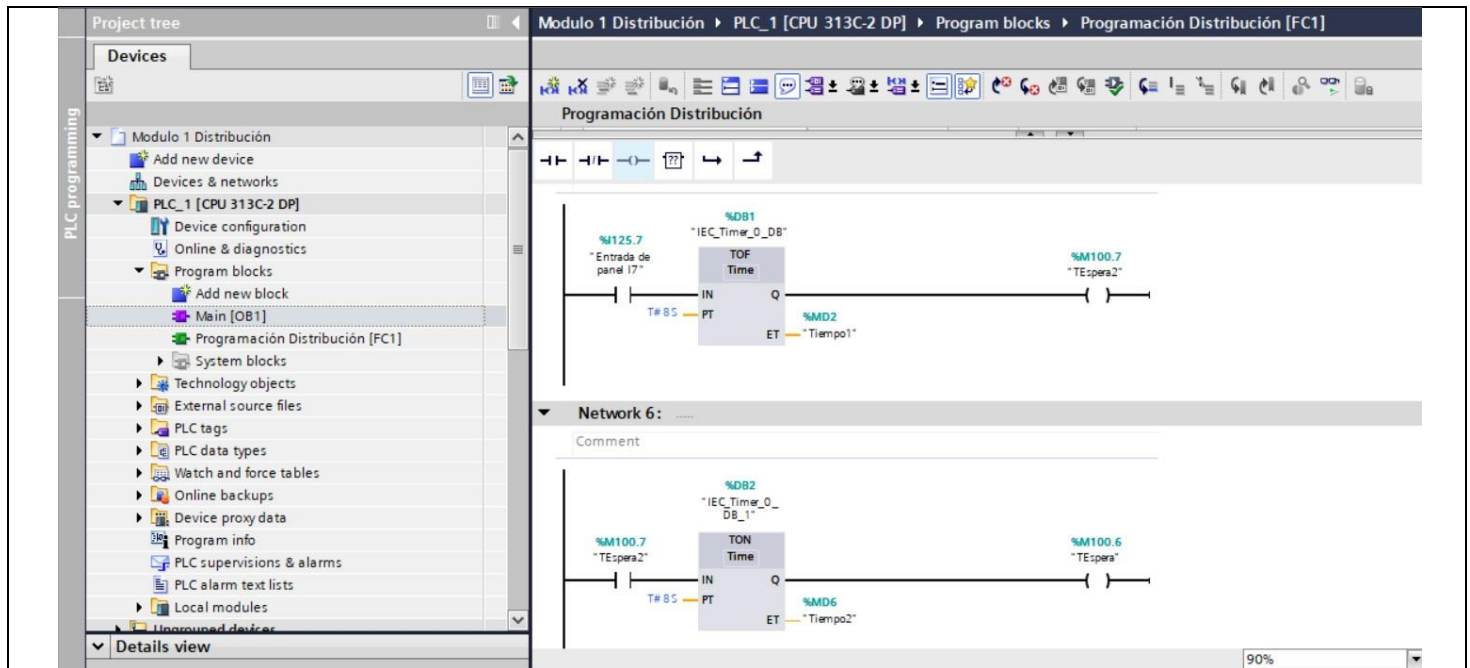 Project tree
Devices
PLC programming
Modulo 1 Distribución
Add new device
Devices & networks
PLC_1 [CPU 313C-2 DP]
Device configuration
Online & diagnostics
Program blocks
Add new block
Main [OB1]
Programación Distribución [FC1]
System blocks
Technology objects
External source files
PLC tags
PLC data types
Watch and force tables
Online backups
Device proxy data
Program info
PLC supervisions & alarms
PLC alarm text lists
Local modules
Ungrouped devices
Details view
Modulo 1 Distribución PLC_1 [CPU 313C-2 DP] Program blocks Programación Distribución [FC1]
Programación Distribución
??
%DB1
"IEC_Timer_0_DB"
%I125.7
"Entrada de
panel I7"
TOF
Time
%M100.7
"TEspera2"
IN Q
T#8S PT
%MD2
ET "Tiempo1"
Network 6: .....
Comment
%DB2
"IEC_Timer_0_
DB_1"
%M100.7
"TEspera2"
TON
Time
%M100.6
"TEspera"
IN Q
T#8S PT
%MD6
ET "Tiempo2"
90%